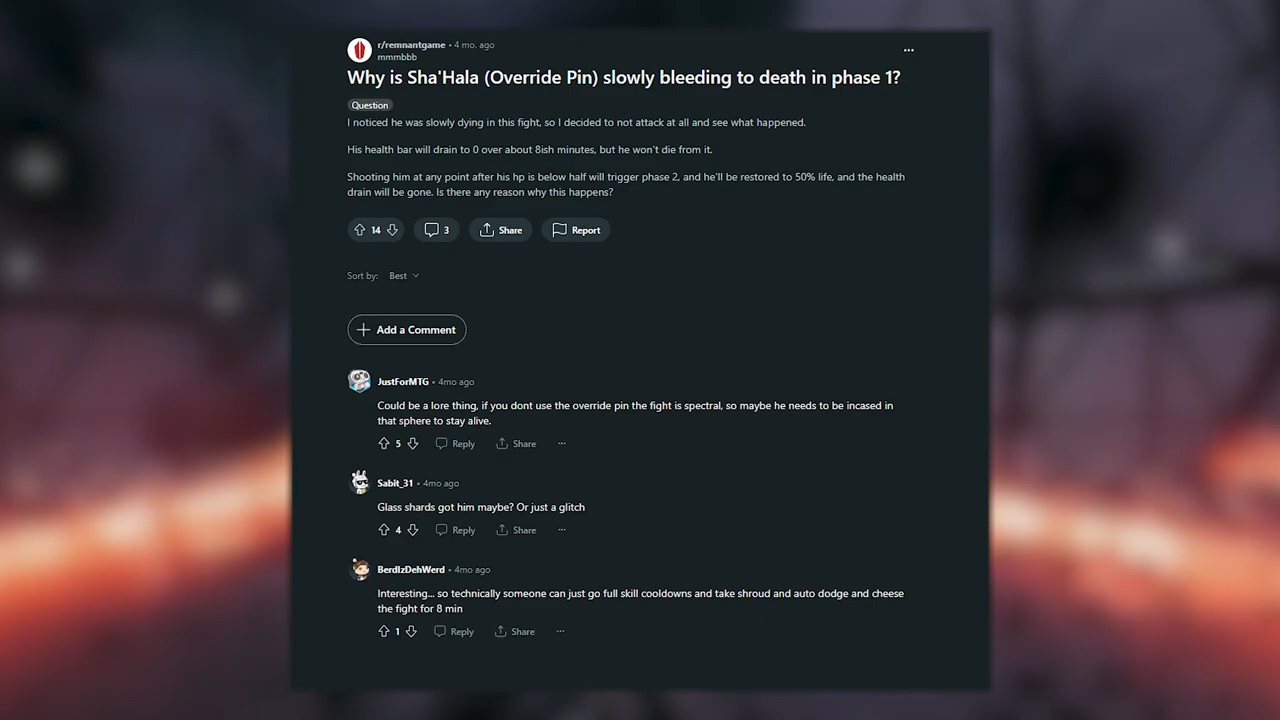 r/remnantgame • 4 mo. ago
mmmbbb
Why is Sha'Hala (Override Pin) slowly bleeding to death in phase 1?
Question
I noticed he was slowly dying in this fight, so I decided to not attack at all and see what happened.
His health bar will drain to 0 over about 8ish minutes, but he won't die from it.
Shooting him at any point after his hp is below half will trigger phase 2, and he'll be restored to 50% life, and the health
drain will be gone. Is there any reason why this happens?
14 3 Share Report
Sort by: Best
Add a Comment
JustForMTG • 4mo ago
Could be a lore thing, if you dont use the override pin the fight is spectral, so maybe he needs to be incased in
that sphere to stay alive.
5 Reply Share ...
Sabit_31 • 4mo ago
Glass shards got him maybe? Or just a glitch
4 Reply Share ...
BerdIzDehWerd • 4mo ago
Interesting... so technically someone can just go full skill cooldowns and take shroud and auto dodge and cheese
the fight for 8 min
1 Reply Share ...